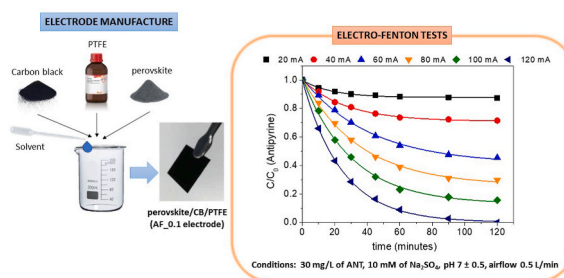 ELECTRODE MANUFACTURE
PTFE
Carbon black
perovskite
Solvent
perovskite/CB/PTFE
(AF_0.1 electrode)
ELECTRO-FENTON TESTS
20 mA 40 mA 60 mA 80 mA 100 mA 120 mA
C/C₀ (Antipyrine)
1.0
0.8
0.6
0.4
0.2
0.0
0 20 40 60 80 100 120
time (minutes)
Conditions: 30 mg/L of ANT, 10 mM of Na₂SO₄, pH 7 ± 0.5, airflow 0.5 L/min